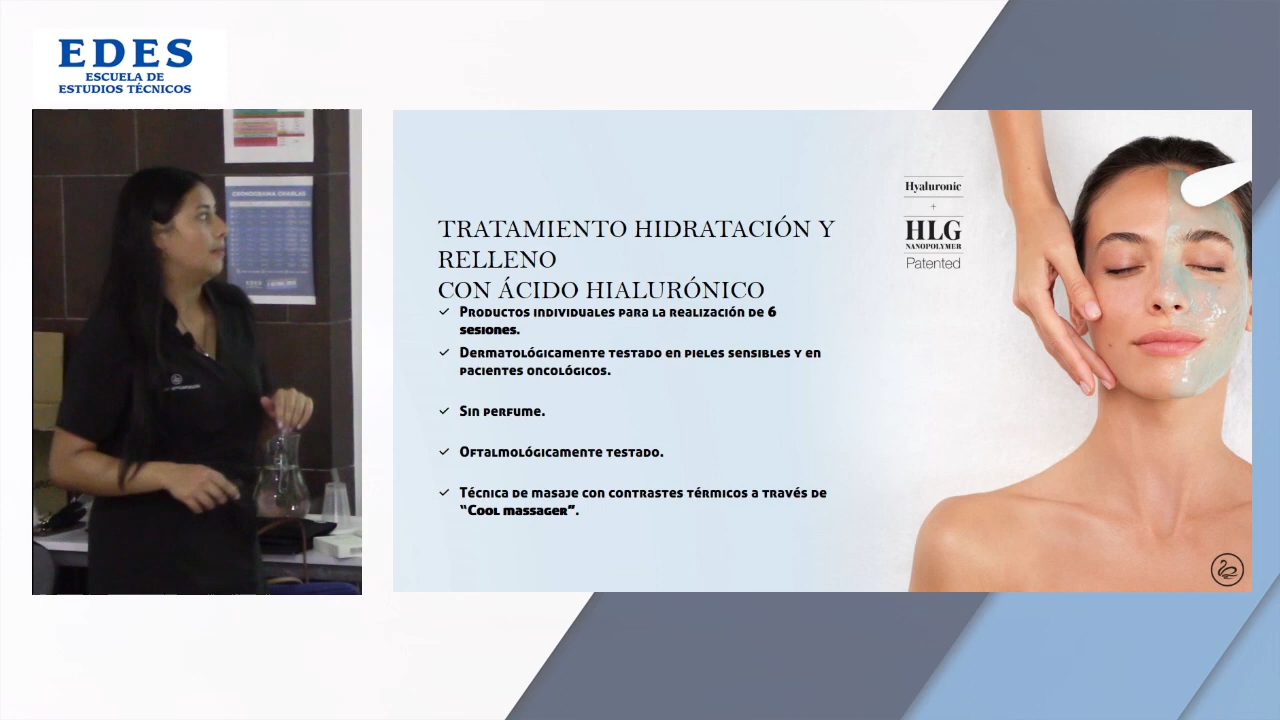 EDES
ESCUELA DE
ESTUDIOS TÉCNICOS
CRONOGRAMA CHARLAS
TRATAMIENTO HIDRATACIÓN Y
RELLENO
CON ÁCIDO HIALURÓNICO
✓ Productos individuales para la realización de 6
sesiones.
✓ Dermatológicamente testado en pieles sensibles y en
pacientes oncológicos.
✓ Sin perfume.
✓ Oftalmológicamente testado.
✓ Técnica de masaje con contrastes térmicos a través de
“Cool massager”.
Hyaluronic
+
HLG
NANOPOLYMER
Patented